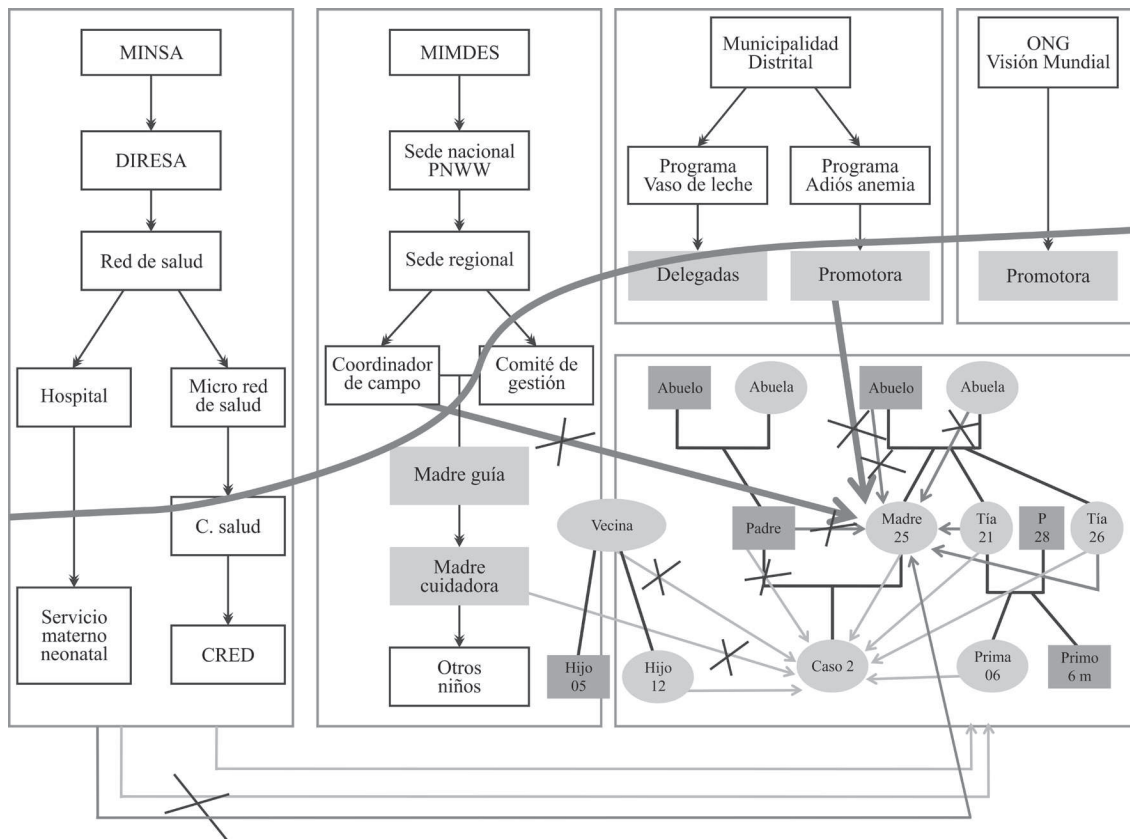 MINSA
DIRESA
Red de salud
Hospital
Micro red
de salud
C. salud
Servicio
materno
neonatal
CRED
MIMDES
Sede nacional
PNWW
Sede regional
Coordinador
de campo
Comité de
gestión
Madre guía
Madre
cuidadora
Otros
niños
Municipalidad
Distrital
Programa
Vaso de leche
Programa
Adiós anemia
Delegadas
Promotora
ONG
Visión Mundial
Promotora
Abuelo
Abuela
Abuelo
Abuela
Vecina
Padre
Madre
25
Tía
21
P
28
Tía
26
Hijo
05
Hijo
12
Caso 2
Prima
06
Primo
6 m